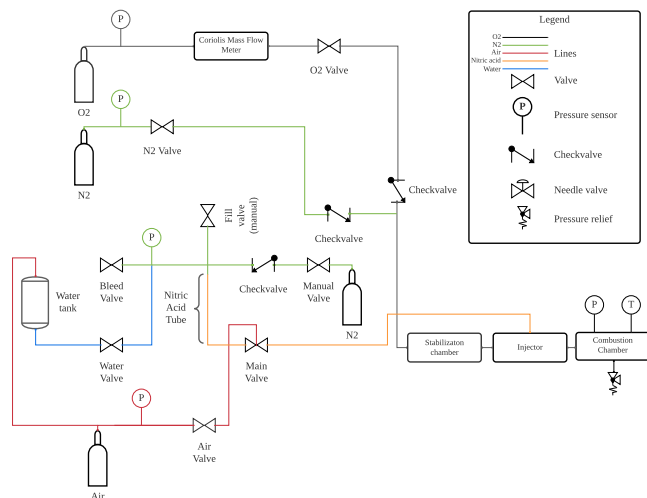 P
Coriolis Mass Flow
Meter
O2 Valve
O2
P
N2 Valve
N2
Checkvalve
Checkvalve
Fill
valve
(manual)
P
Bleed
Valve
Water
tank
Nitric
Acid
Tube
Checkvalve
Manual
Valve
N2
Water
Valve
Main
Valve
P
Air
Valve
Air
Stabilizaton
chamber
Injector
P
T
Combustion
Chamber
Legend
O2
N2
Air
Nitric acid
Water
Lines
Valve
P
Pressure sensor
Checkvalve
Needle valve
Pressure relief